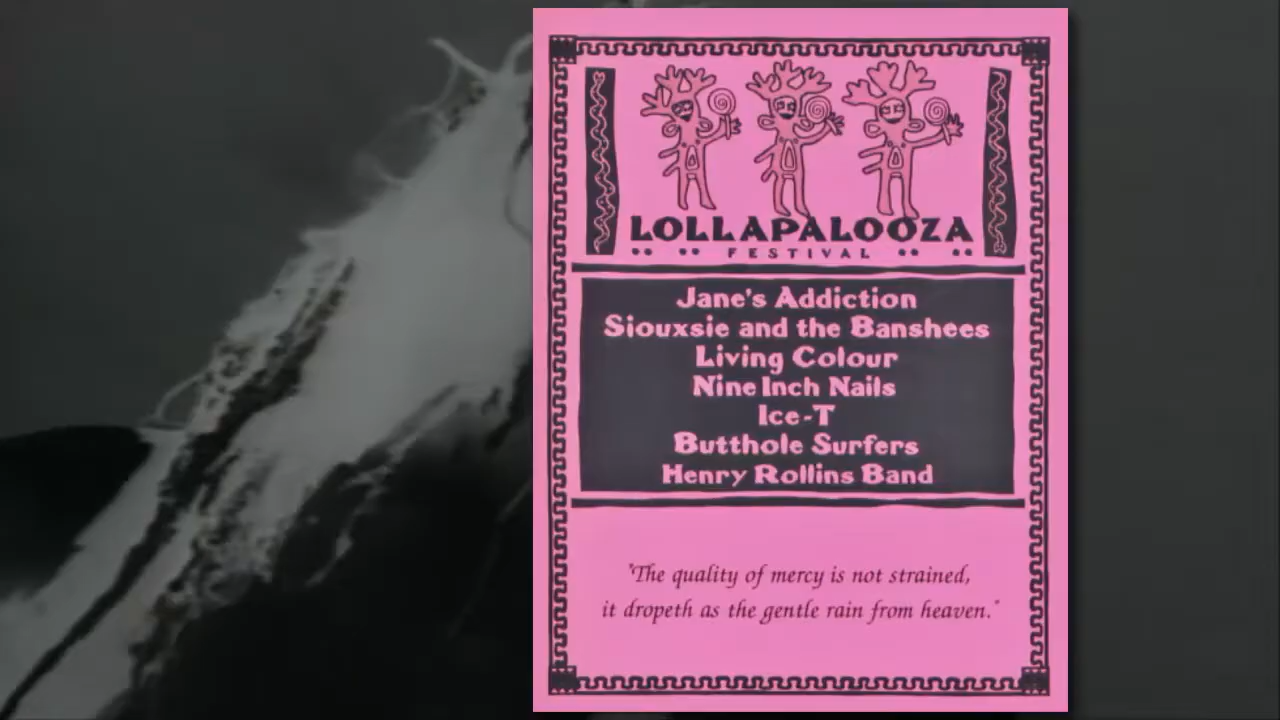 LOLLAPALOOZA
FESTIVAL
Jane's Addiction
Siouxsie and the Banshees
Living Colour
Nine Inch Nails
Ice-T
Butthole Surfers
Henry Rollins Band
"The quality of mercy is not strained,
it dropeth as the gentle rain from heaven."